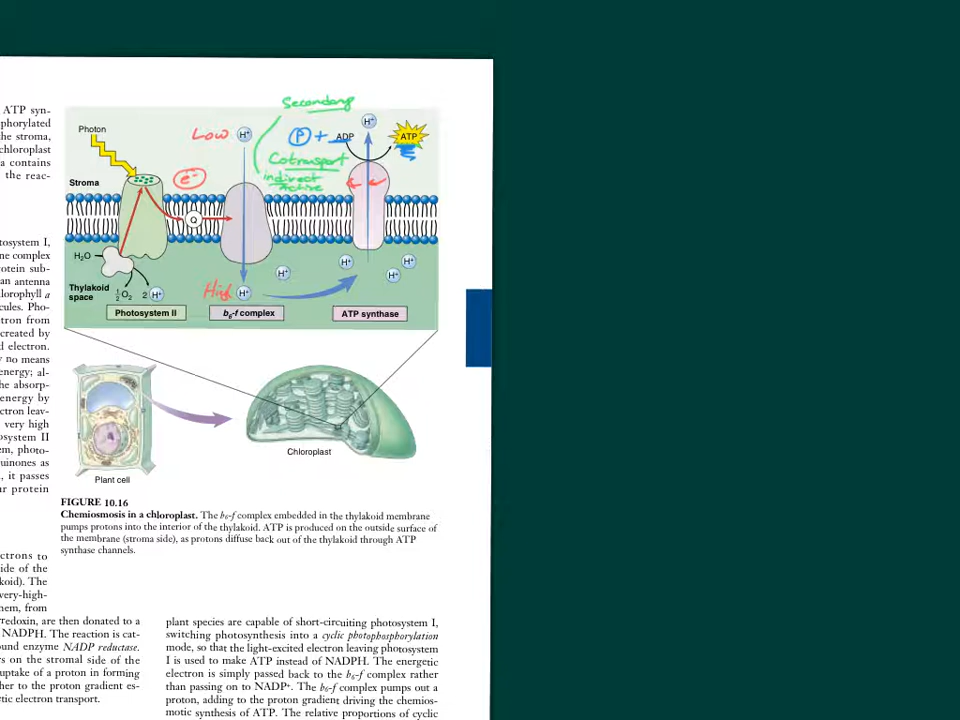 ATP syn-
phorylated
the stroma,
chloroplast
a contains
the reac-
tosystem I,
ne complex
rotein sub-
an antenna
lorophyll a
cules. Pho-
tron from
created by
d electron.
y no means
energy; al-
he absorp-
energy by
ctron leav-
very high
osystem II
em, photo-
uinones as
, it passes
ur protein
ctrons to
ide of the
koid). The
very-high-
hem, from
redoxin, are then donated to a
NADPH. The reaction is cat-
ound enzyme NADP reductase.
rs on the stromal side of the
uptake of a proton in forming
her to the proton gradient es-
tic electron transport.
Secondary
Photon
Low
H+
P +
ADP
H+
ATP
Cotransport
indirect
Active
Stroma
e-
Q
H2O
Thylakoid
space
1/2 O2
2 H+
High
H+
H+
H+
H+
H+
Photosystem II
b6-f complex
ATP synthase
Plant cell
Chloroplast
FIGURE 10.16
Chemiosmosis in a chloroplast. The b6-f complex embedded in the thylakoid membrane
pumps protons into the interior of the thylakoid. ATP is produced on the outside surface of
the membrane (stroma side), as protons diffuse back out of the thylakoid through ATP
synthase channels.
plant species are capable of short-circuiting photosystem I,
switching photosynthesis into a cyclic photophosphorylation
mode, so that the light-excited electron leaving photosystem
I is used to make ATP instead of NADPH. The energetic
electron is simply passed back to the b6-f complex rather
than passing on to NADP+. The b6-f complex pumps out a
proton, adding to the proton gradient driving the chemios-
motic synthesis of ATP. The relative proportions of cyclic